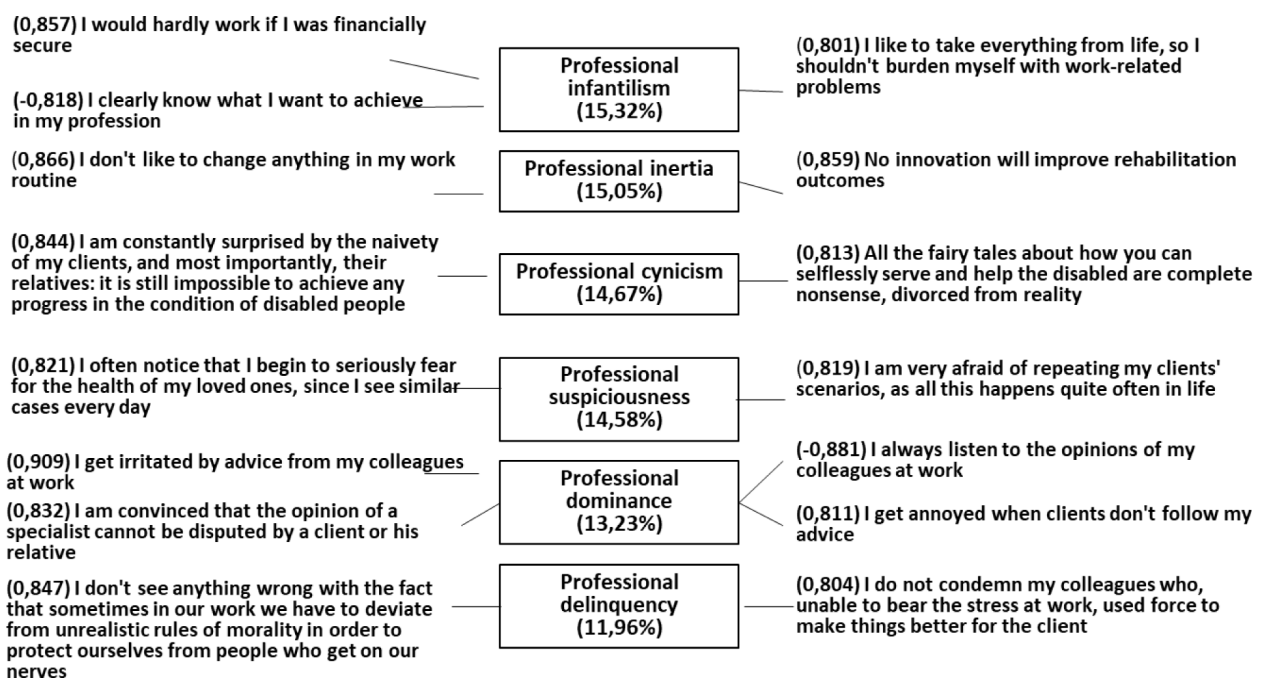 (0,857) I would hardly work if I was financially
secure
(-0,818) I clearly know what I want to achieve
in my profession
Professional
infantilism
(15,32%)
(0,801) I like to take everything from life, so I
shouldn't burden myself with work-related
problems
(0,866) I don't like to change anything in my work
routine
Professional inertia
(15,05%)
(0,859) No innovation will improve rehabilitation
outcomes
(0,844) I am constantly surprised by the naivety
of my clients, and most importantly, their
relatives: it is still impossible to achieve any
progress in the condition of disabled people
Professional cynicism
(14,67%)
(0,813) All the fairy tales about how you can
selflessly serve and help the disabled are complete
nonsense, divorced from reality
(0,821) I often notice that I begin to seriously fear
for the health of my loved ones, since I see similar
cases every day
Professional
suspiciousness
(14,58%)
(0,819) I am very afraid of repeating my clients'
scenarios, as all this happens quite often in life
(0,909) I get irritated by advice from my colleagues
at work
(0,832) I am convinced that the opinion of a
specialist cannot be disputed by a client or his
relative
Professional
dominance
(13,23%)
(-0,881) I always listen to the opinions of my
colleagues at work
(0,811) I get annoyed when clients don't follow my
advice
(0,847) I don't see anything wrong with the fact
that sometimes in our work we have to deviate
from unrealistic rules of morality in order to
protect ourselves from people who get on our
nerves
Professional
delinquency
(11,96%)
(0,804) I do not condemn my colleagues who,
unable to bear the stress at work, used force to
make things better for the client